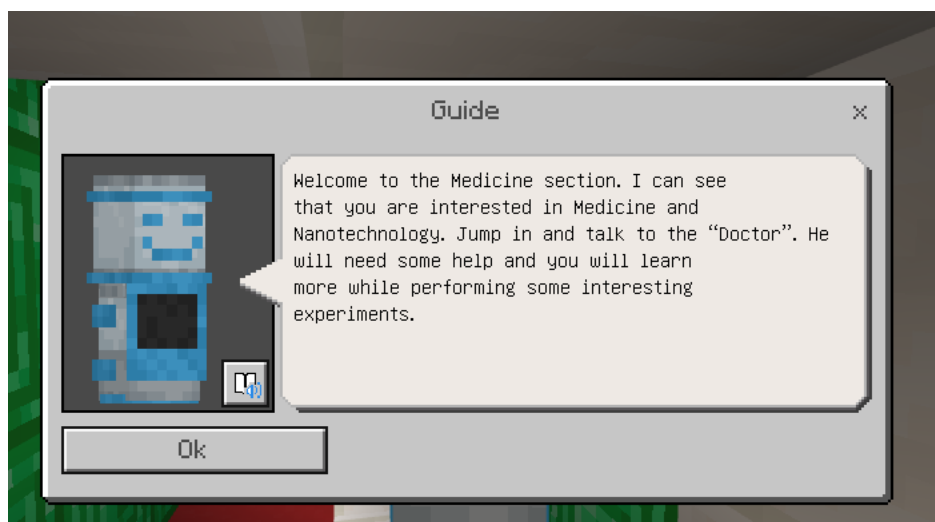 Guide
Welcome to the Medicine section. I can see
that you are interested in Medicine and
Nanotechnology. Jump in and talk to the “Doctor”. He
will need some help and you will learn
more while performing some interesting
experiments.
Ok